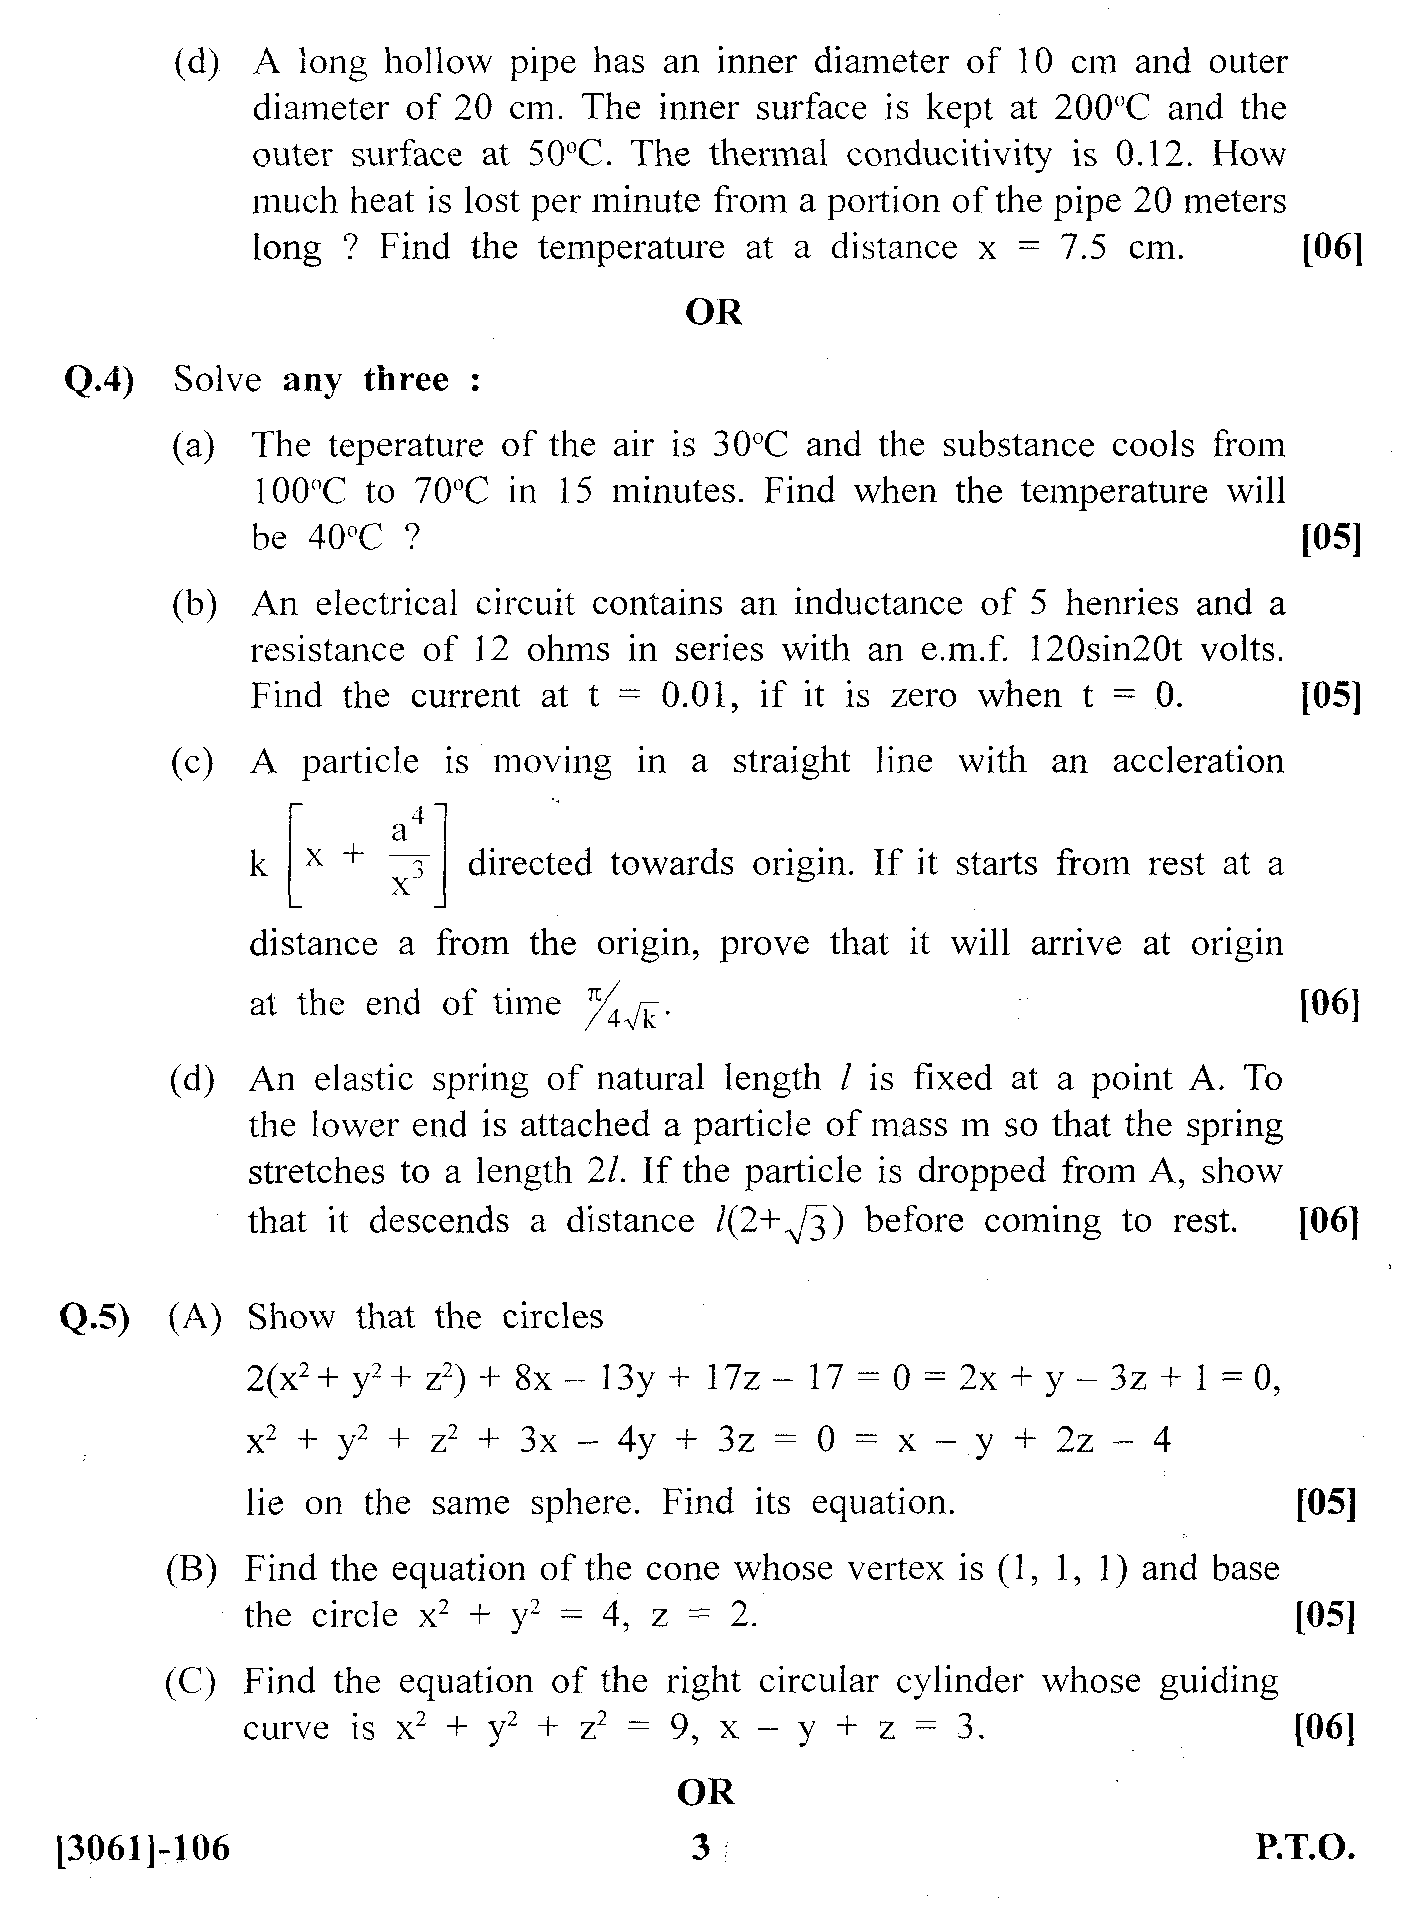 (d) A long hollow pipe has an inner diameter of 10 cm and outer
diameter of 20 cm. The inner surface is kept at 200°C and the
outer surface at 50°C. The thermal conducitivity is 0.12. How
much heat is lost per minute from a portion of the pipe 20 meters
long ? Find the temperature at a distance x = 7.5 cm. [06]
OR
Q.4) Solve any three :
(a) The teperature of the air is 30°C and the substance cools from
100°C to 70°C in 15 minutes. Find when the temperature will
be 40°C ? [05]
(b) An electrical circuit contains an inductance of 5 henries and a
resistance of 12 ohms in series with an e.m.f. 120sin20t volts.
Find the current at t = 0.01, if it is zero when t = 0. [05]
(c) A particle is moving in a straight line with an accleration
k [x + a⁴/x³] directed towards origin. If it starts from rest at a
distance a from the origin, prove that it will arrive at origin
at the end of time π/4√k. [06]
(d) An elastic spring of natural length l is fixed at a point A. To
the lower end is attached a particle of mass m so that the spring
stretches to a length 2l. If the particle is dropped from A, show
that it descends a distance l(2+√3) before coming to rest. [06]
Q.5) (A) Show that the circles
2(x²+ y²+ z²) + 8x – 13y + 17z – 17 = 0 = 2x + y – 3z + 1 = 0,
x² + y² + z² + 3x – 4y + 3z = 0 = x – y + 2z – 4
lie on the same sphere. Find its equation. [05]
(B) Find the equation of the cone whose vertex is (1, 1, 1) and base
the circle x² + y² = 4, z = 2. [05]
(C) Find the equation of the right circular cylinder whose guiding
curve is x² + y² + z² = 9, x – y + z = 3. [06]
OR
[3061]-106 3 P.T.O.